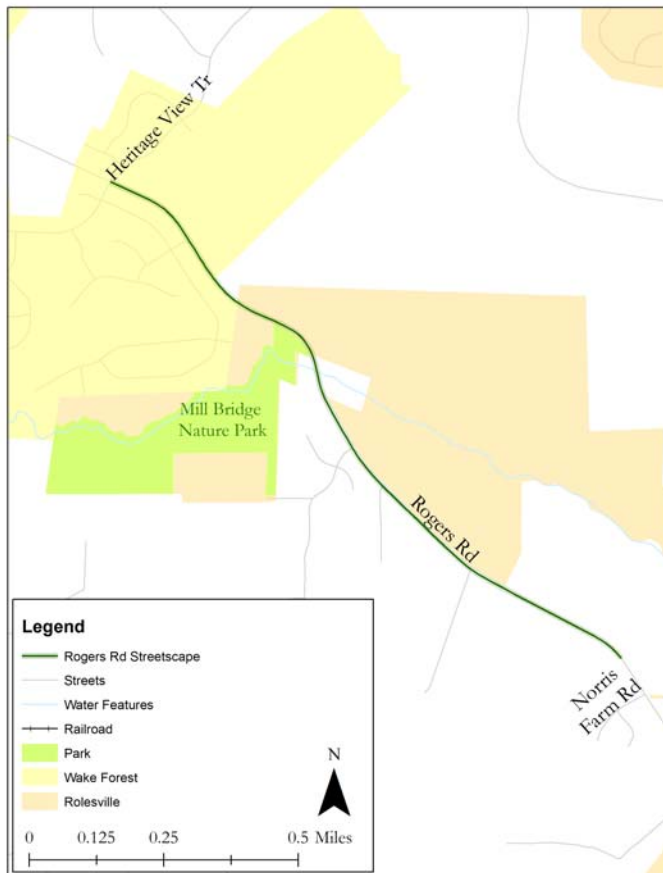 Heritage View Tr
Mill Bridge
Nature Park
Rogers Rd
Norris
Farm Rd
Legend
Rogers Rd Streetscape
Streets
Water Features
Railroad
Park
Wake Forest
Rolesville
N
0 0.125 0.25 0.5 Miles